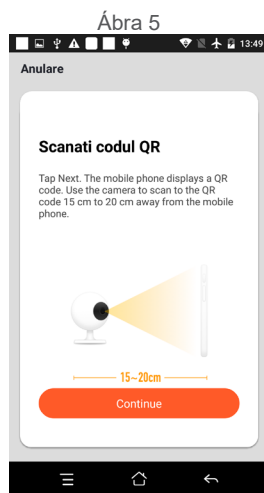 Ábra 5
13:49
Anulare
Scanati codul QR
Tap Next. The mobile phone displays a QR
code. Use the camera to scan to the QR
code 15 cm to 20 cm away from the mobile
phone.
15~20cm
Continue